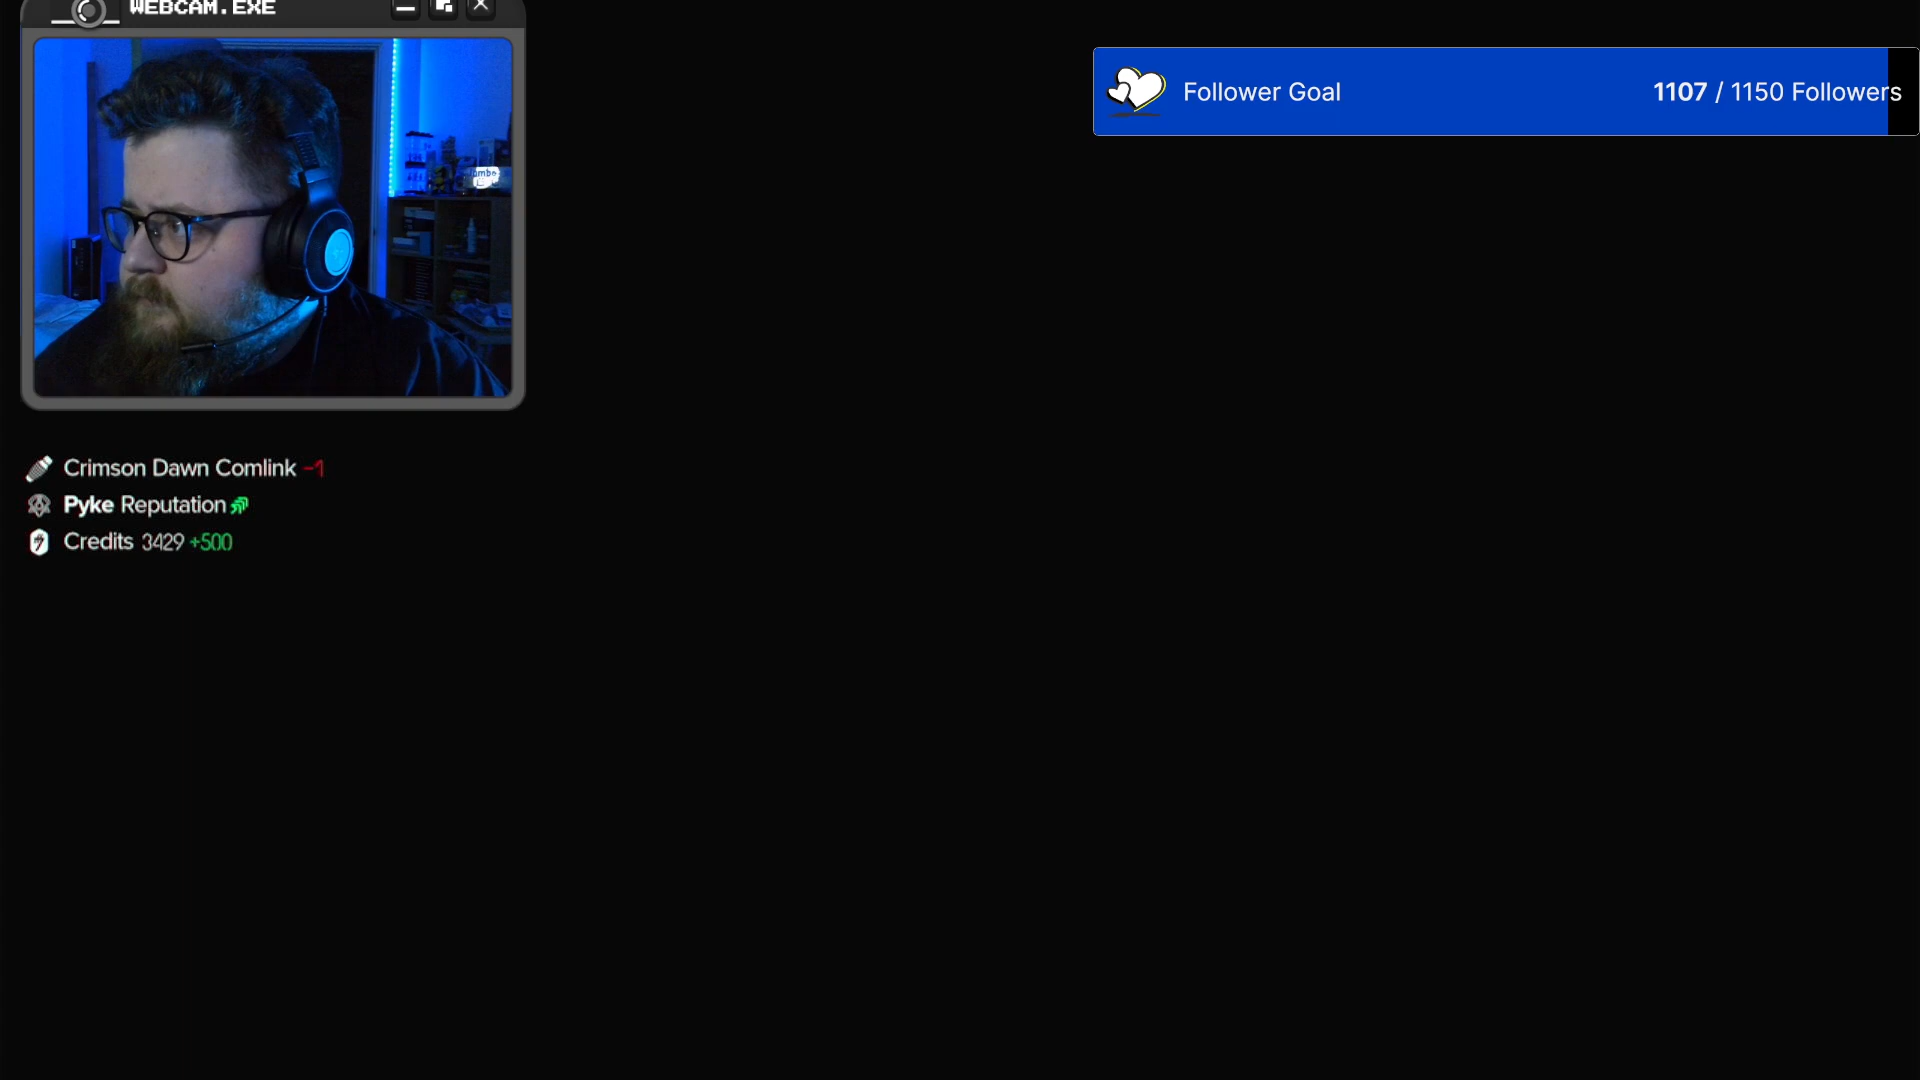 WEBCAM.EXE
Follower Goal
1107 / 1150 Followers
Crimson Dawn Comlink -1
Pyke Reputation
Credits 3429 +500